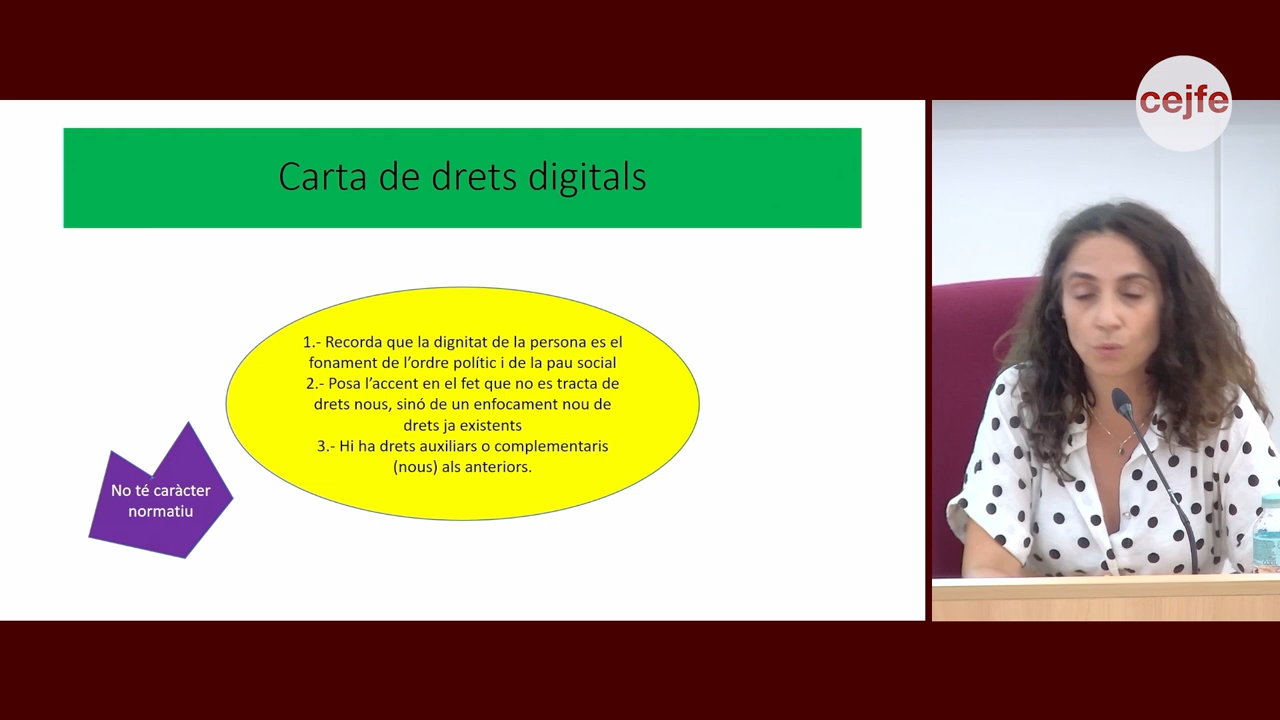 cejfe
Carta de drets digitals
1.- Recorda que la dignitat de la persona es el
fonament de l'ordre polític i de la pau social
2.- Posa l'accent en el fet que no es tracta de
drets nous, sinó de un enfocament nou de
drets ja existents
3.- Hi ha drets auxiliars o complementaris
(nous) als anteriors.
No té caràcter
normatiu